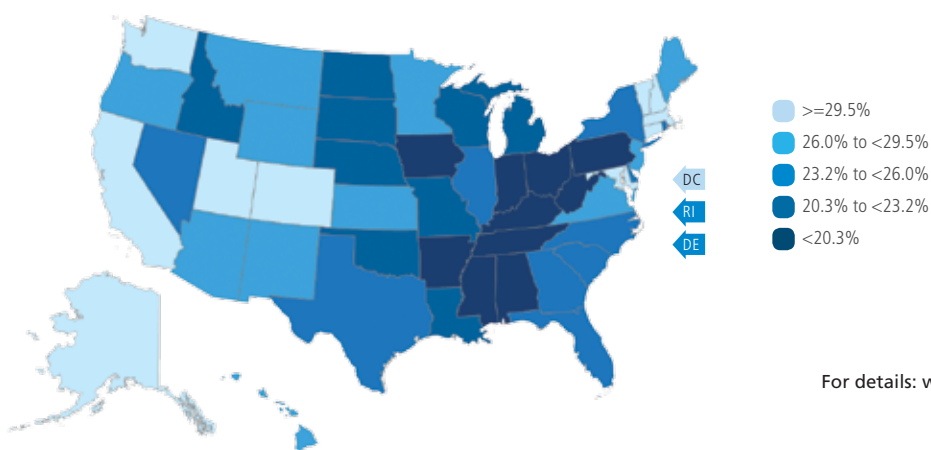 >=29.5%
26.0% to <29.5%
DC
23.2% to <26.0%
RI
20.3% to <23.2%
DE
<20.3%
For details: w